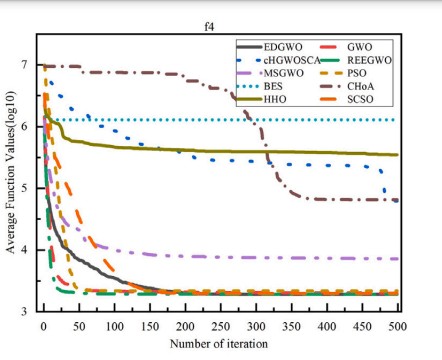 f4
EDGWO GWO
cHGWOSCA REEGWO
MSGWO PSO
BES CHoA
HHO SCSO
7
6
5
4
3
Average Function Values(log10)
0 50 100 150 200 250 300 350 400 450 500
Number of iteration